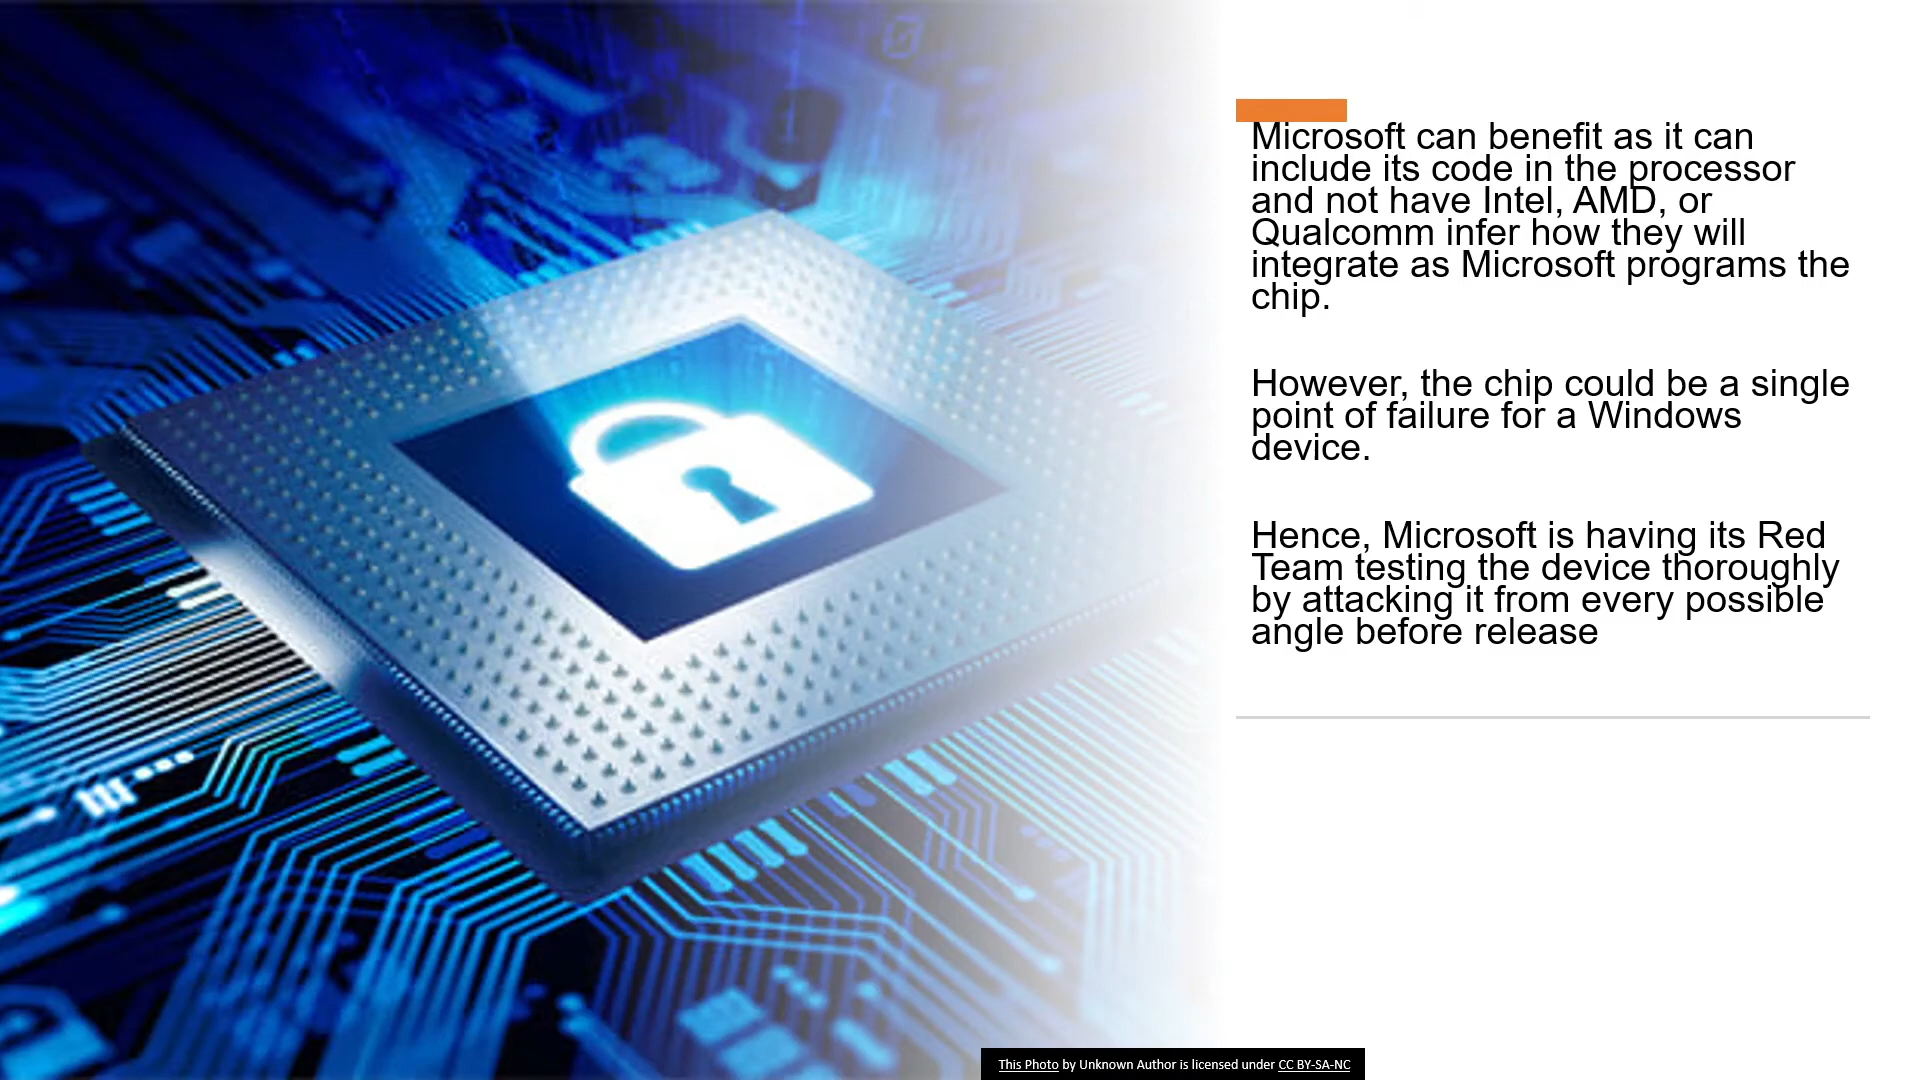 Microsoft can benefit as it can
include its code in the processor
and not have Intel, AMD, or
Qualcomm infer how they will
integrate as Microsoft programs the
chip.
However, the chip could be a single
point of failure for a Windows
device.
Hence, Microsoft is having its Red
Team testing the device thoroughly
by attacking it from every possible
angle before release
This Photo by Unknown Author is licensed under CC BY-SA-NC